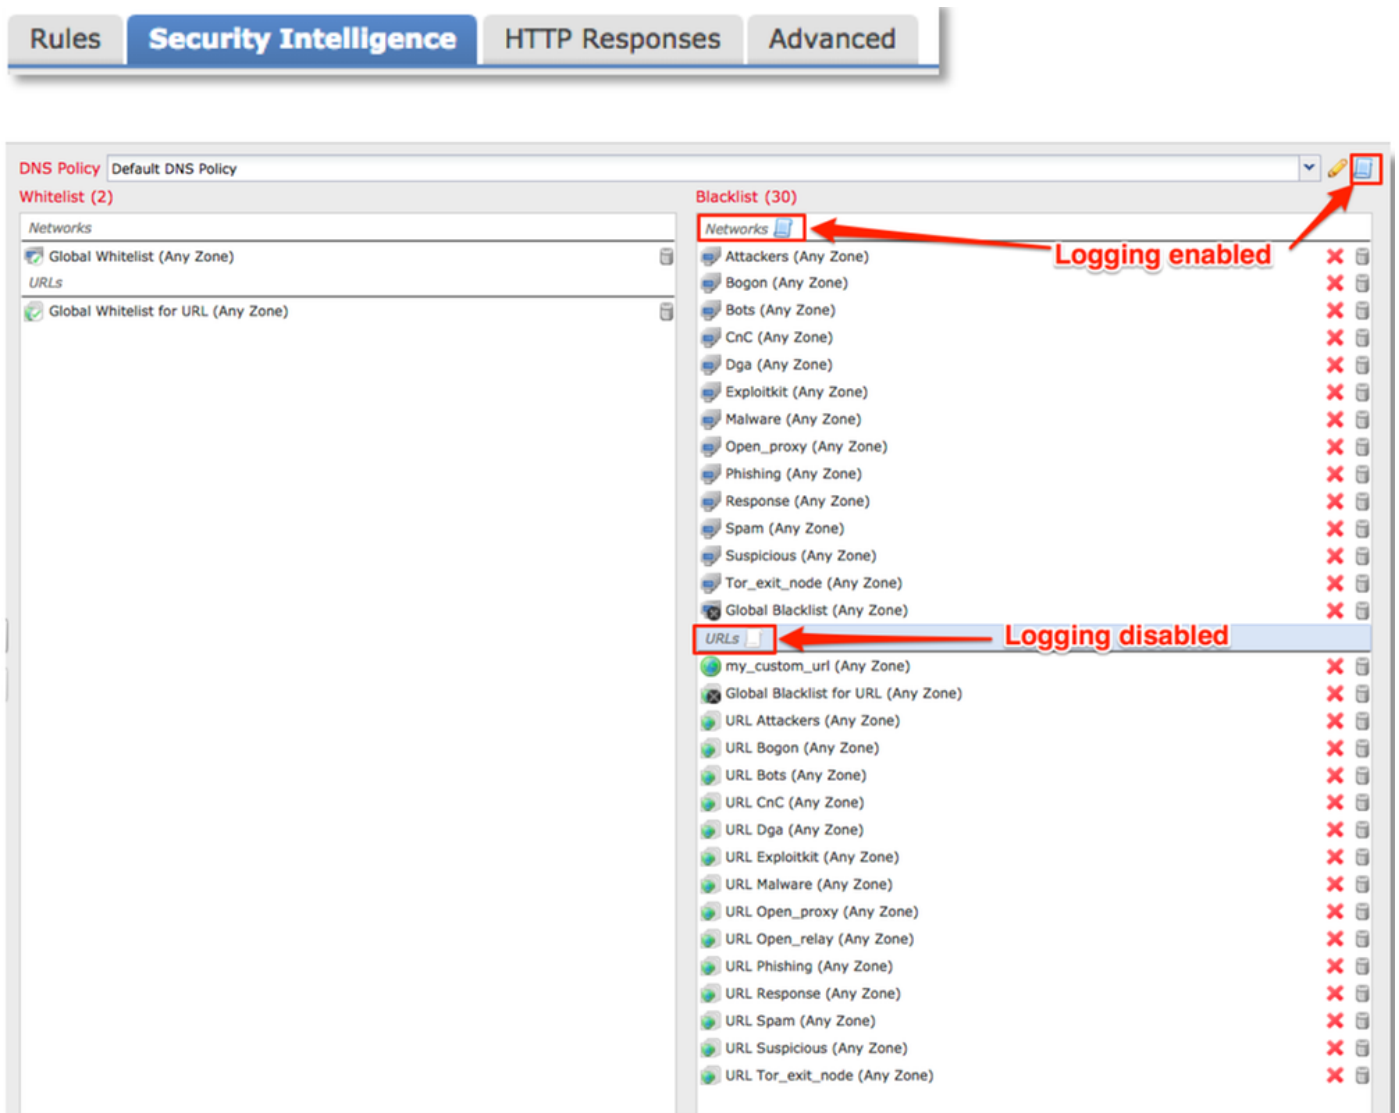 Rules Security Intelligence HTTP Responses Advanced
DNS Policy Default DNS Policy
Whitelist (2)
Networks
Global Whitelist (Any Zone)
URLs
Global Whitelist for URL (Any Zone)
Blacklist (30)
Networks
Logging enabled
Attackers (Any Zone)
Bogon (Any Zone)
Bots (Any Zone)
CnC (Any Zone)
Dga (Any Zone)
Exploitkit (Any Zone)
Malware (Any Zone)
Open_proxy (Any Zone)
Phishing (Any Zone)
Response (Any Zone)
Spam (Any Zone)
Suspicious (Any Zone)
Tor_exit_node (Any Zone)
Global Blacklist (Any Zone)
URLs
Logging disabled
my_custom_url (Any Zone)
Global Blacklist for URL (Any Zone)
URL Attackers (Any Zone)
URL Bogon (Any Zone)
URL Bots (Any Zone)
URL CnC (Any Zone)
URL Dga (Any Zone)
URL Exploitkit (Any Zone)
URL Malware (Any Zone)
URL Open_proxy (Any Zone)
URL Open_relay (Any Zone)
URL Phishing (Any Zone)
URL Response (Any Zone)
URL Spam (Any Zone)
URL Suspicious (Any Zone)
URL Tor_exit_node (Any Zone)